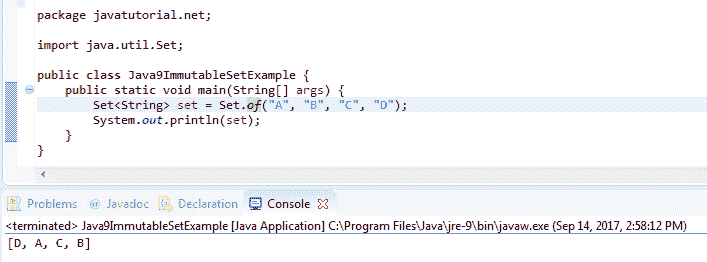 package javatutorial.net;
import java.util.Set;
public class Java9ImmutableSetExample {
public static void main(String[] args) {
Set<String> set = Set.of("A", "B", "C", "D");
System.out.println(set);
}
}
Problems @ Javadoc Declaration Console
<terminated> Java9ImmutableSetExample [Java Application] C:\Program Files\Java\jre-9\bin\javaw.exe (Sep 14, 2017, 2:58:12 PM)
[D, A, C, B]